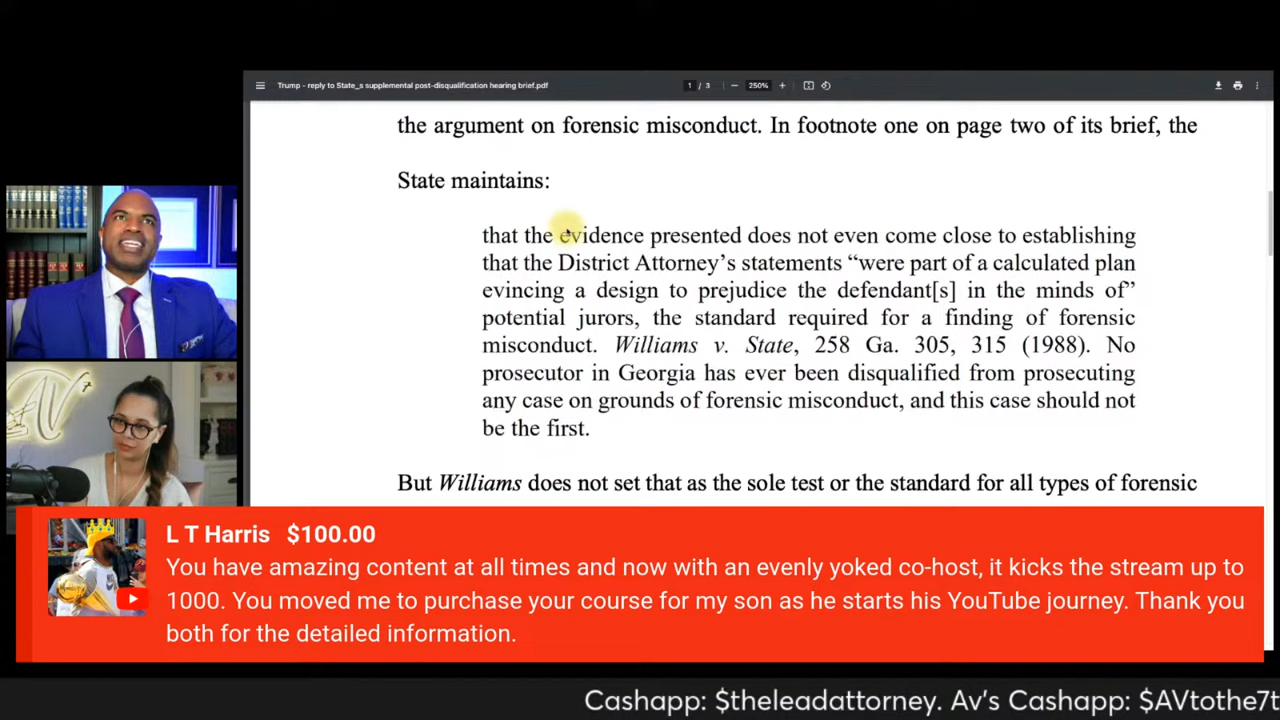 Trump - reply to State_s supplemental post-disqualification hearing brief.pdf
1 / 3
250%
the argument on forensic misconduct. In footnote one on page two of its brief, the
State maintains:
that the evidence presented does not even come close to establishing
that the District Attorney’s statements “were part of a calculated plan
evincing a design to prejudice the defendant[s] in the minds of”
potential jurors, the standard required for a finding of forensic
misconduct. Williams v. State, 258 Ga. 305, 315 (1988). No
prosecutor in Georgia has ever been disqualified from prosecuting
any case on grounds of forensic misconduct, and this case should not
be the first.
But Williams does not set that as the sole test or the standard for all types of forensic
AV
L T Harris $100.00
You have amazing content at all times and now with an evenly yoked co-host, it kicks the stream up to
1000. You moved me to purchase your course for my son as he starts his YouTube journey. Thank you
both for the detailed information.
Cashapp: $theleadattorney. Av's Cashapp: $AVtothe7t